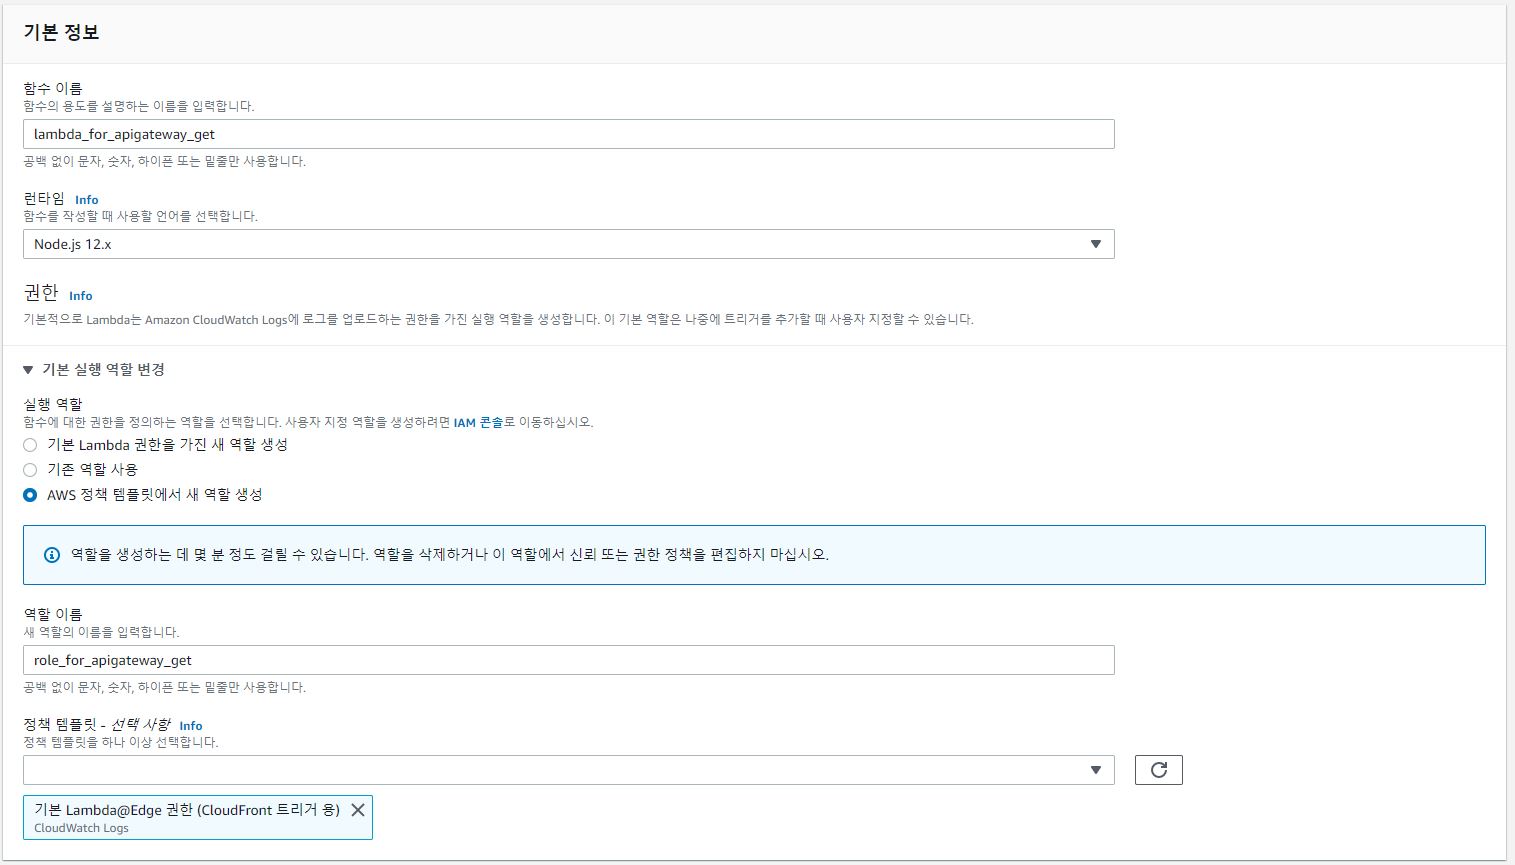 기본 정보
함수 이름
함수의 용도를 설명하는 이름을 입력합니다.
lambda_for_apigateway_get
공백 없이 문자, 숫자, 하이픈 또는 밑줄만 사용합니다.
런타임 Info
함수를 작성할 때 사용할 언어를 선택합니다.
Node.js 12.x
권한 Info
기본적으로 Lambda는 Amazon CloudWatch Logs에 로그를 업로드하는 권한을 가진 실행 역할을 생성합니다. 이 기본 역할은 나중에 트리거를 추가할 때 사용자 지정할 수 있습니다.
기본 실행 역할 변경
실행 역할
함수에 대한 권한을 정의하는 역할을 선택합니다. 사용자 지정 역할을 생성하려면 IAM 콘솔로 이동하십시오.
기본 Lambda 권한을 가진 새 역할 생성
기존 역할 사용
AWS 정책 템플릿에서 새 역할 생성
역할을 생성하는 데 몇 분 정도 걸릴 수 있습니다. 역할을 삭제하거나 이 역할에서 신뢰 또는 권한 정책을 편집하지 마십시오.
역할 이름
새 역할의 이름을 입력합니다.
role_for_apigateway_get
공백 없이 문자, 숫자, 하이픈 또는 밑줄만 사용합니다.
정책 템플릿 - 선택 사항 Info
정책 템플릿을 하나 이상 선택합니다.
기본 Lambda@Edge 권한 (CloudFront 트리거 용)
CloudWatch Logs